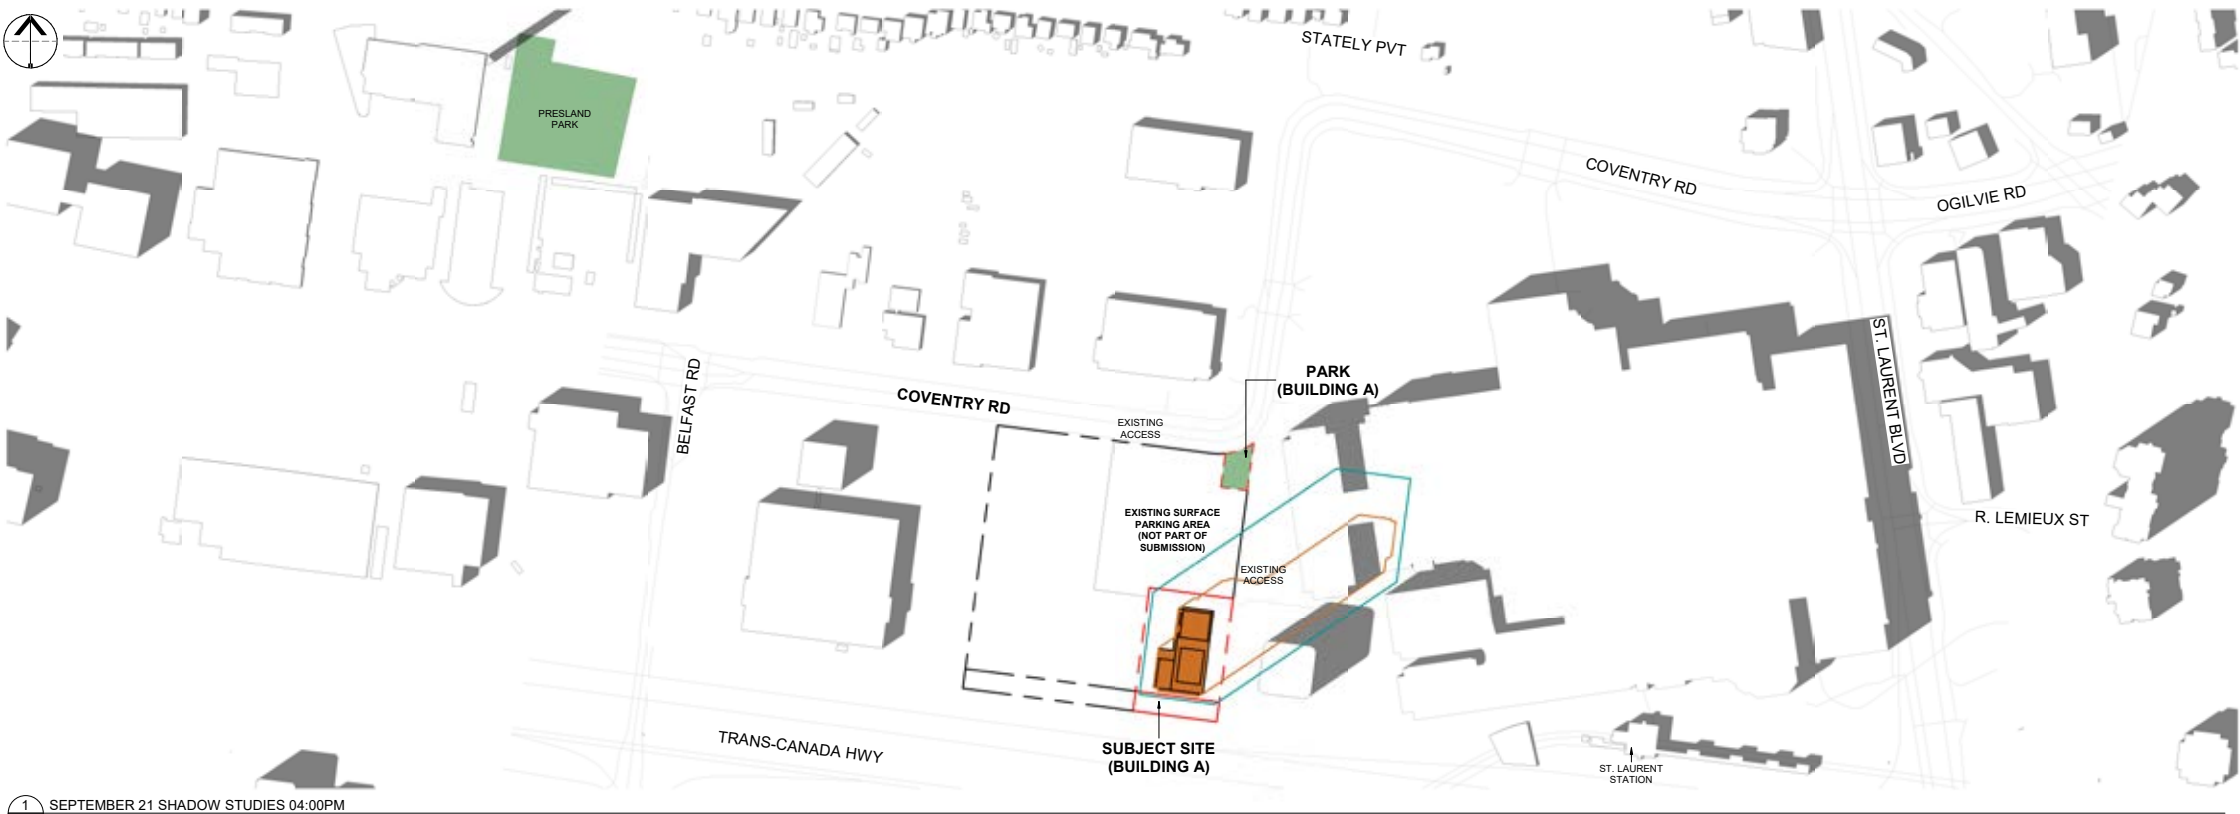 STATELY PVT
PRESLAND
PARK
COVENTRY RD
OGILVIE RD
ST. LAURENT BLVD
BELFAST RD
PARK
(BUILDING A)
COVENTRY RD
EXISTING
ACCESS
EXISTING SURFACE
PARKING AREA
(NOT PART OF
SUBMISSION)
R. LEMIEUX ST
EXISTING
ACCESS
TRANS-CANADA HWY
SUBJECT SITE
(BUILDING A)
ST. LAURENT
STATION
1 SEPTEMBER 21 SHADOW STUDIES 04:00PM